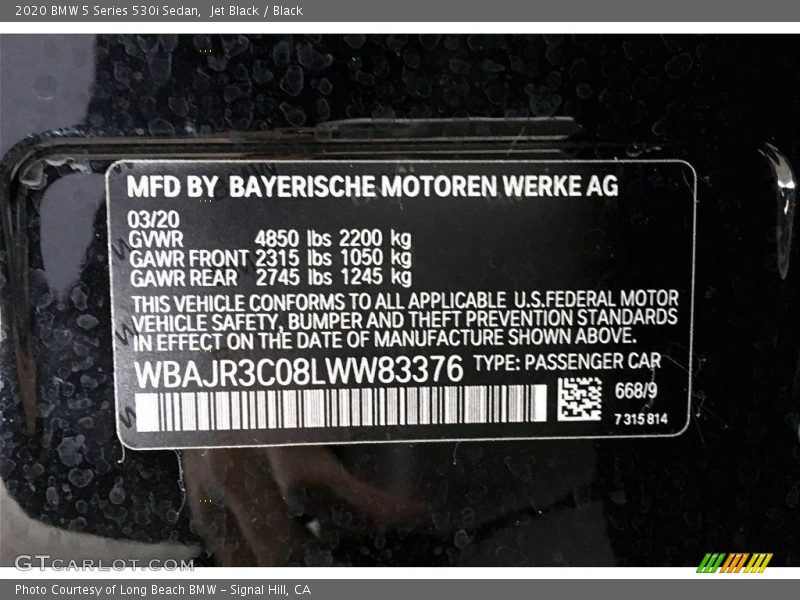 2020 BMW 5 Series 530i Sedan,  Jet Black / Black
MFD BY BAYERISCHE MOTOREN WERKE AG
03/20
GVWR 4850 lbs 2200 kg
GAWR FRONT 2315 lbs 1050 kg
GAWR REAR 2745 lbs 1245 kg
THIS VEHICLE CONFORMS TO ALL APPLICABLE U.S.FEDERAL MOTOR
VEHICLE SAFETY, BUMPER AND THEFT PREVENTION STANDARDS
IN EFFECT ON THE DATE OF MANUFACTURE SHOWN ABOVE.
WBAJR3C08LWW83376 TYPE: PASSENGER CAR
668/9
7 315 814
GTCARLOT.COM
Photo Courtesy of Long Beach BMW - Signal Hill, CA